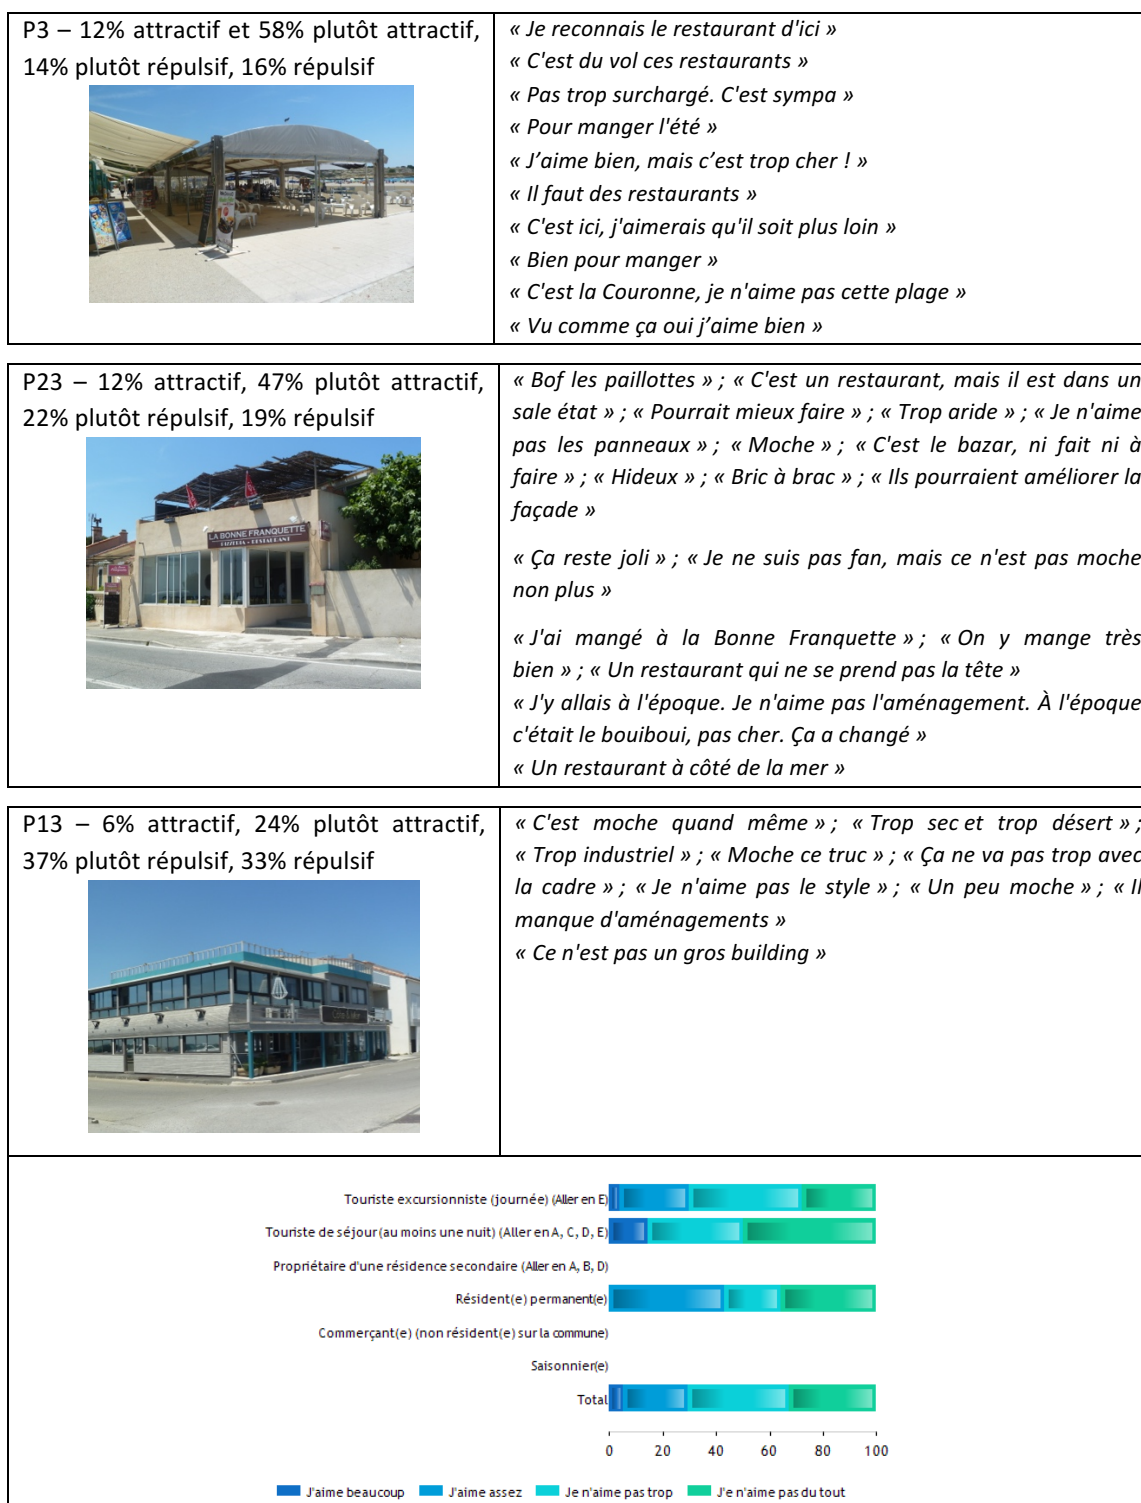 P3 – 12% attractif et 58% plutôt attractif,
14% plutôt répulsif, 16% répulsif
« Je reconnais le restaurant d'ici »
« C'est du vol ces restaurants »
« Pas trop surchargé. C'est sympa »
« Pour manger l'été »
« J’aime bien, mais c’est trop cher ! »
« Il faut des restaurants »
« C'est ici, j'aimerais qu'il soit plus loin »
« Bien pour manger »
« C'est la Couronne, je n'aime pas cette plage »
« Vu comme ça oui j’aime bien »
P23 – 12% attractif, 47% plutôt attractif,
22% plutôt répulsif, 19% répulsif
LA BONNE FRANQUETTE
PIZZERIA - RESTAURANT
« Bof les paillottes » ; « C'est un restaurant, mais il est dans un
sale état » ; « Pourrait mieux faire » ; « Trop aride » ; « Je n'aime
pas les panneaux » ; « Moche » ; « C'est le bazar, ni fait ni à
faire » ; « Hideux » ; « Bric à brac » ; « Ils pourraient améliorer la
façade »
« Ça reste joli » ; « Je ne suis pas fan, mais ce n'est pas moche
non plus »
« J'ai mangé à la Bonne Franquette » ; « On y mange très
bien » ; « Un restaurant qui ne se prend pas la tête »
« J'y allais à l'époque. Je n'aime pas l'aménagement. À l'époque
c'était le bouiboui, pas cher. Ça a changé »
« Un restaurant à côté de la mer »
P13 – 6% attractif, 24% plutôt attractif,
37% plutôt répulsif, 33% répulsif
« C'est moche quand même » ; « Trop sec et trop désert » ;
« Trop industriel » ; « Moche ce truc » ; « Ça ne va pas trop avec
la cadre » ; « Je n'aime pas le style » ; « Un peu moche » ; « Il
manque d'aménagements »
« Ce n'est pas un gros building »
Touriste excursionniste (journée) (Aller en E)
Touriste de séjour (au moins une nuit) (Aller en A, C, D, E)
Propriétaire d'une résidence secondaire (Aller en A, B, D)
Résident(e) permanent(e)
Commerçant(e) (non résident(e) sur la commune)
Saisonnier(e)
Total
0 20 40 60 80 100
J'aime beaucoup J'aime assez Je n'aime pas trop J'e n'aime pas du tout